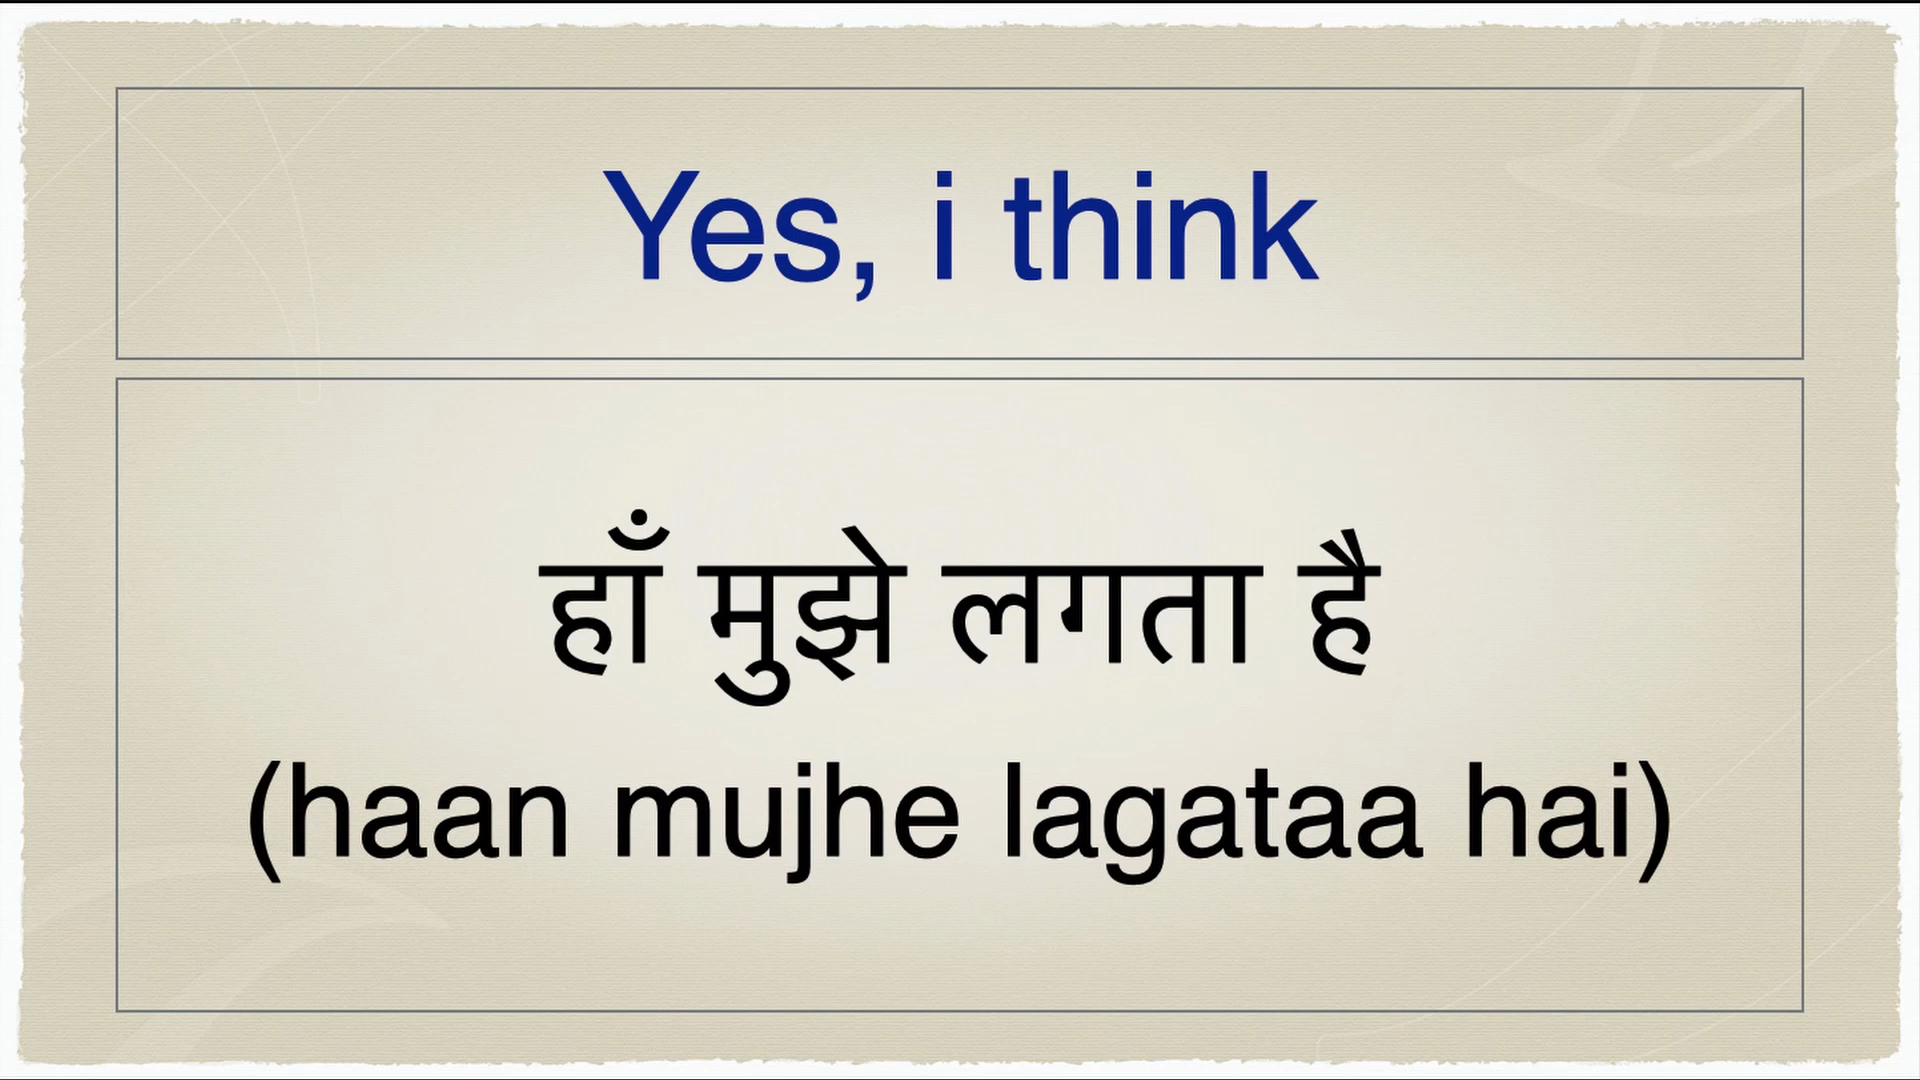 Yes, i think
हाँ मुझे लगता है
(haan mujhe lagataa hai)